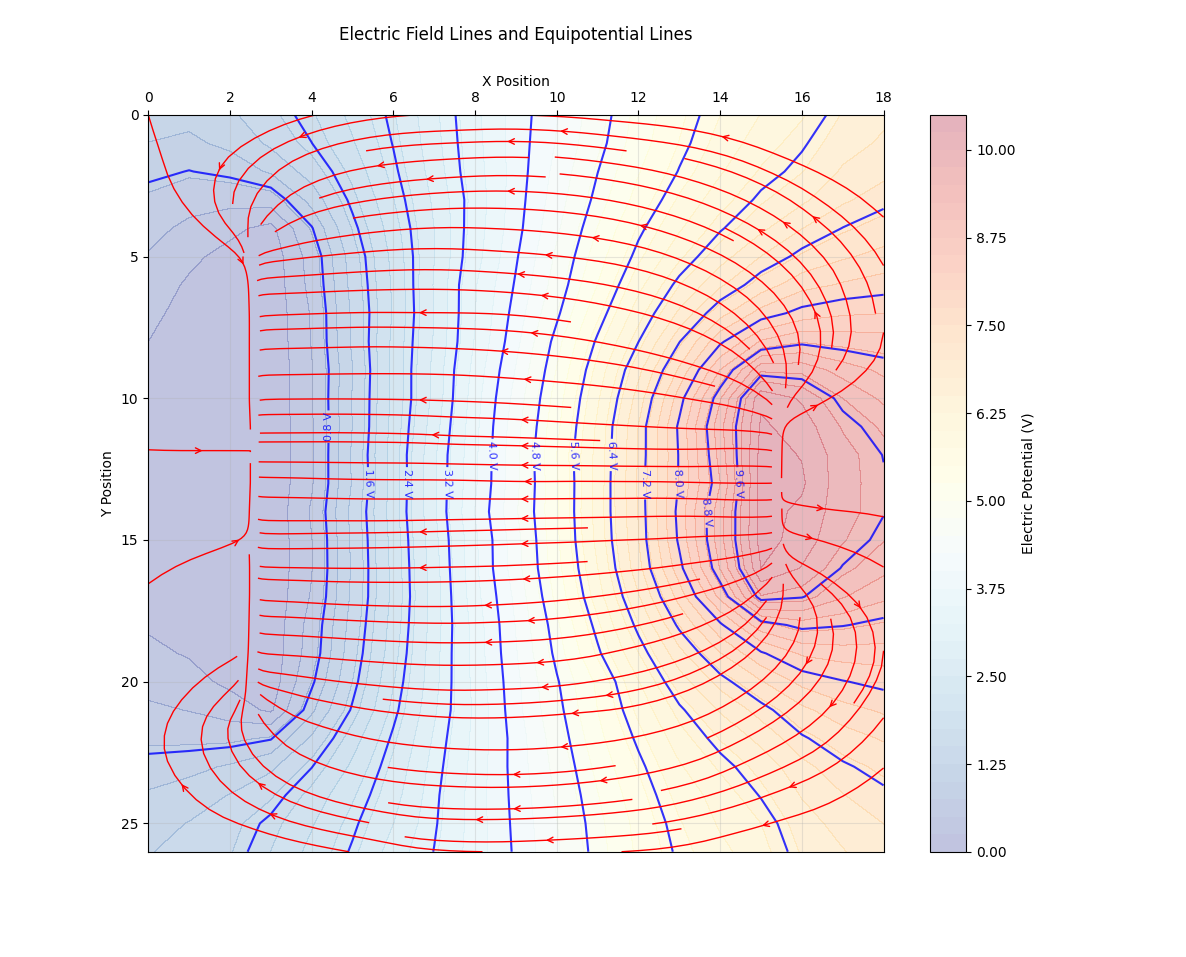 Electric Field Lines and Equipotential Lines
X Position
0 2 4 6 8 10 12 14 16 18
0
5
10
15
20
25
Y Position
0.8 V
1.6 V
2.4 V
3.2 V
4.0 V
4.8 V
5.6 V
6.4 V
7.2 V
8.0 V
8.8 V
9.6 V
10.00
8.75
7.50
6.25
5.00
3.75
2.50
1.25
0.00
Electric Potential (V)